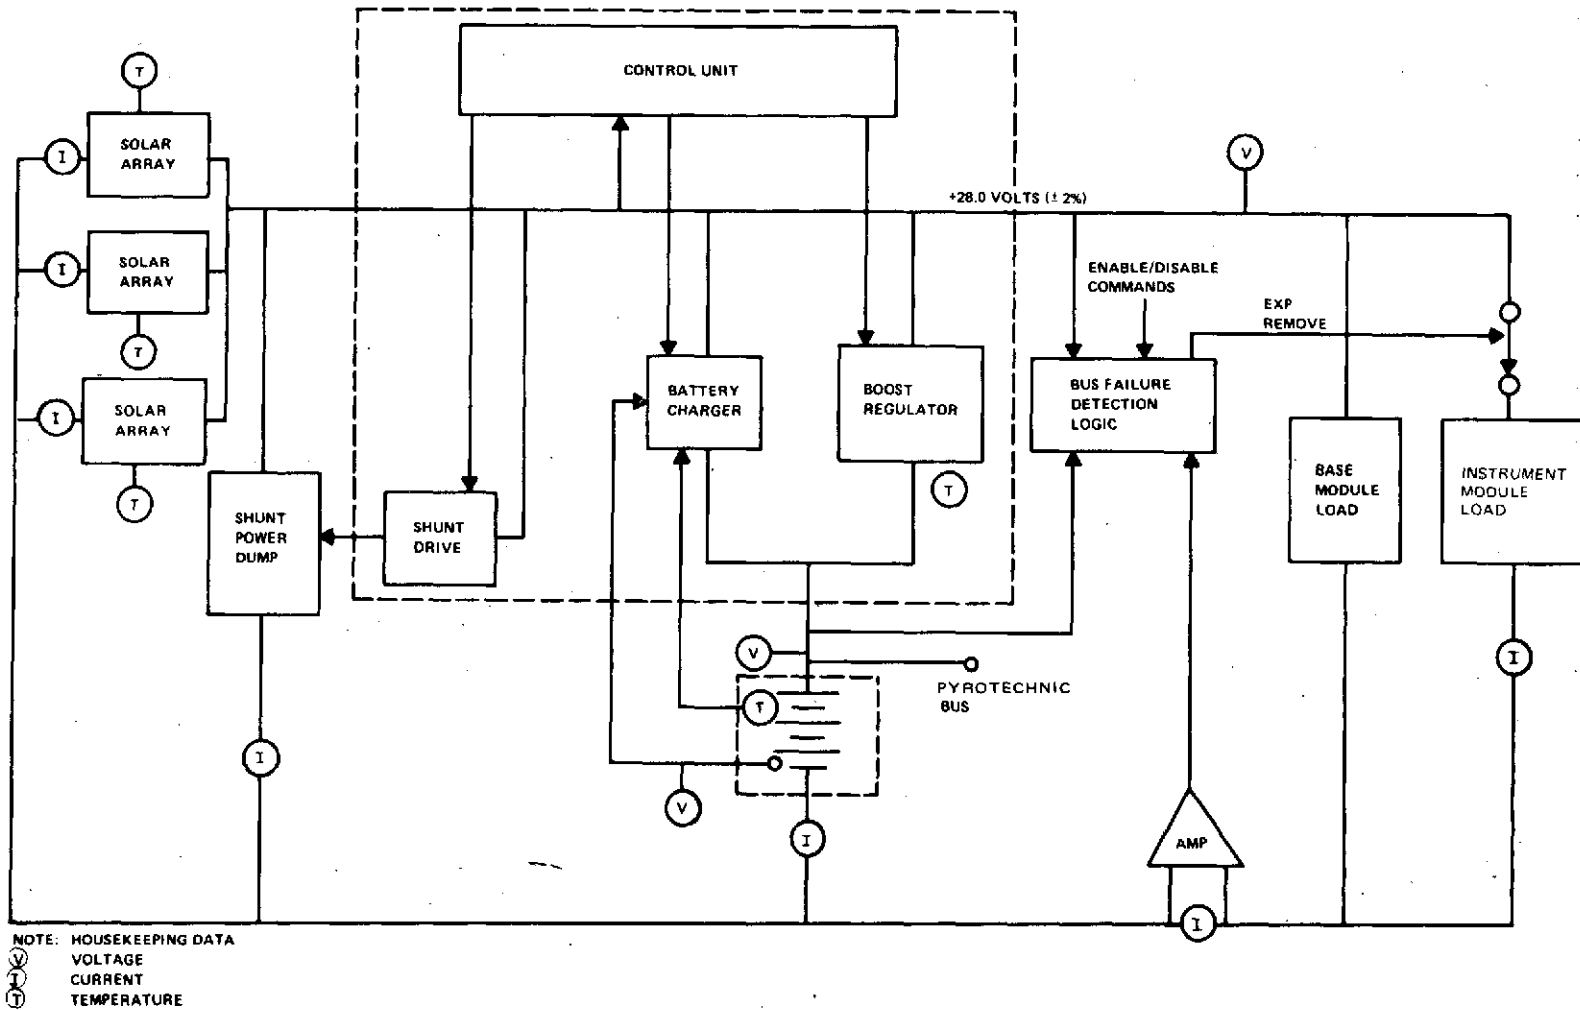 CONTROL UNIT
T
SOLAR
ARRAY
I
V
+28.0 VOLTS (± 2%)
SOLAR
ARRAY
I
T
ENABLE/DISABLE
COMMANDS
EXP
REMOVE
SOLAR
ARRAY
I
T
BATTERY
CHARGER
BOOST
REGULATOR
T
BUS FAILURE
DETECTION
LOGIC
BASE
MODULE
LOAD
INSTRUMENT
MODULE
LOAD
SHUNT
POWER
DUMP
SHUNT
DRIVE
V
I
PYROTECHNIC
BUS
T
I
V
I
AMP
I
NOTE: HOUSEKEEPING DATA
V VOLTAGE
I CURRENT
T TEMPERATURE